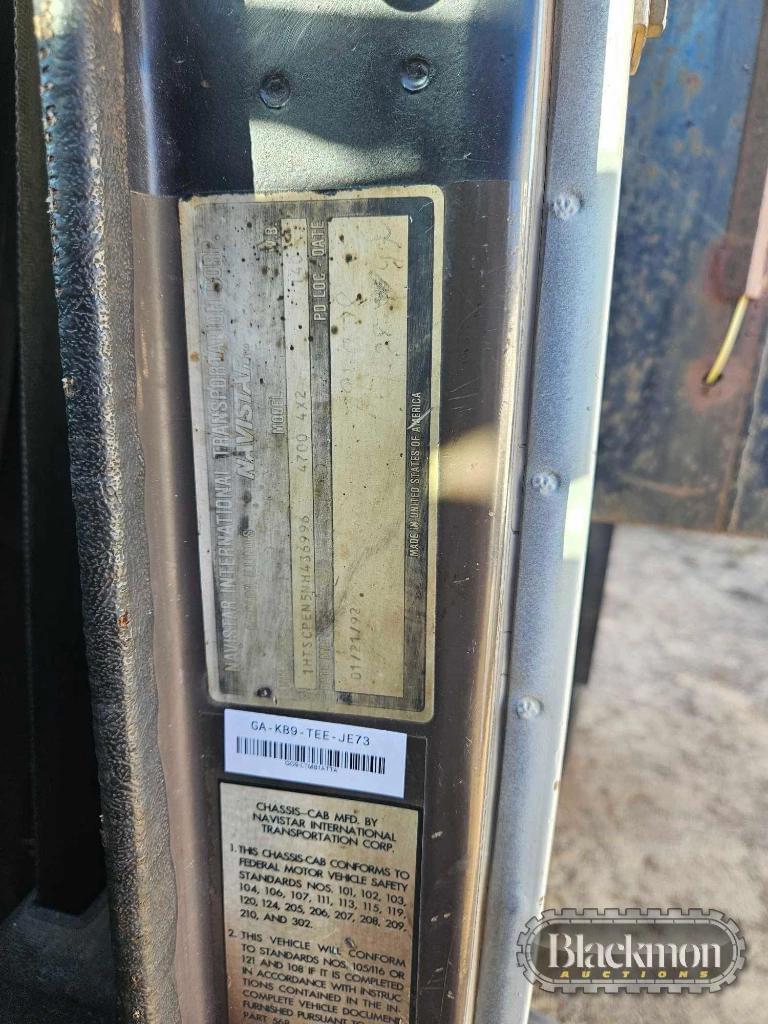 NAVISTAR INTERNATIONAL TRANSPORTATION CORP.
ILLINOIS
NAVISTAR
MODEL
W.B.
1HTSCPEN5NH436996 4700 4X2
PD LOC DATE
01/21/92
MADE IN UNITED STATES OF AMERICA
GA-KB9-TEE-JE73
CHASSIS-CAB MFD. BY
NAVISTAR INTERNATIONAL
TRANSPORTATION CORP.
1. THIS CHASSIS-CAB CONFORMS TO
FEDERAL MOTOR VEHICLE SAFETY
STANDARDS NOS. 101, 102, 103,
104, 106, 107, 111, 113, 115, 119,
120, 124, 205, 206, 207, 208, 209,
210, AND 302.
2. THIS VEHICLE WILL CONFORM
TO STANDARDS NOS. 105/116 OR
121 AND 108 IF IT IS COMPLETED
IN ACCORDANCE WITH INSTRUC
TIONS CONTAINED IN THE IN-
COMPLETE VEHICLE DOCUMEN
FURNISHED PURSUANT TO
PART 568
Blackmon
AUCTIONS